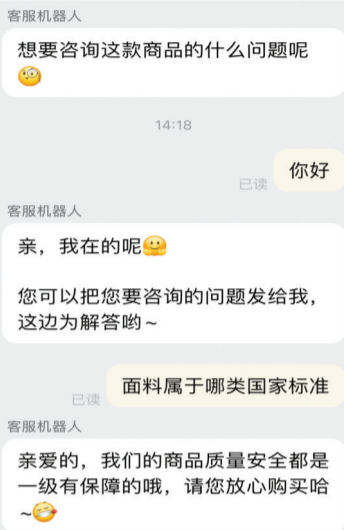 客服机器人
想要咨询这款商品的什么问题呢
🧐
14:18
你好
已读
客服机器人
亲，我在的呢🤗
您可以把您要咨询的问题发给我，
这边为解答哟~
面料属于哪类国家标准
已读
客服机器人
亲爱的，我们的商品质量安全都是
一级有保障的哦，请您放心购买哈
~😂